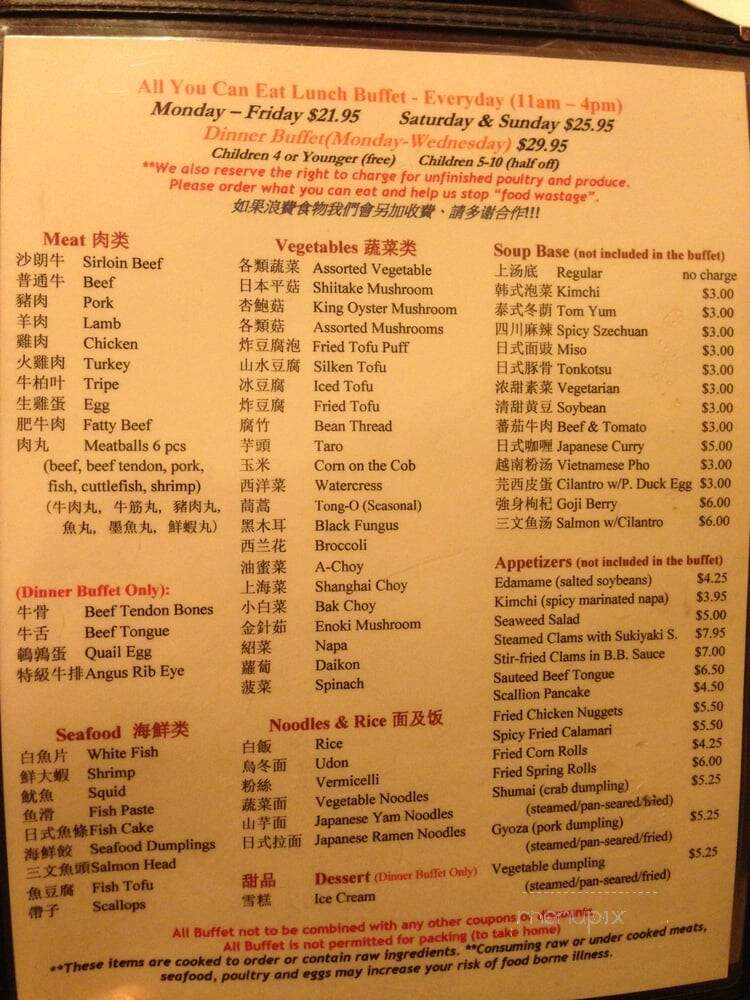 All You Can Eat Lunch Buffet - Everyday (11am – 4pm)
Monday – Friday $21.95 Saturday & Sunday $25.95
Dinner Buffet(Monday-Wednesday) $29.95
Children 4 or Younger (free) Children 5-10 (half off)
**We also reserve the right to charge for unfinished poultry and produce.
Please order what you can eat and help us stop "food wastage".
如果浪費食物我們會另加收費、請多谢合作!!!
Meat 肉类
沙朗牛 Sirloin Beef
普通牛 Beef
豬肉 Pork
羊肉 Lamb
雞肉 Chicken
火雞肉 Turkey
牛柏叶 Tripe
生雞蛋 Egg
肥牛肉 Fatty Beef
肉丸 Meatballs 6 pcs
(beef, beef tendon, pork,
fish, cuttlefish, shrimp)
(牛肉丸, 牛筋丸, 豬肉丸,
魚丸, 墨魚丸, 鮮蝦丸)
(Dinner Buffet Only):
牛骨 Beef Tendon Bones
牛舌 Beef Tongue
鵪鶉蛋 Quail Egg
特級牛排 Angus Rib Eye
Seafood 海鮮类
白魚片 White Fish
鮮大蝦 Shrimp
魷魚 Squid
鱼滑 Fish Paste
日式魚條 Fish Cake
海鮮餃 Seafood Dumplings
三文魚頭 Salmon Head
魚豆腐 Fish Tofu
帶子 Scallops
Vegetables 蔬菜类
各類蔬菜 Assorted Vegetable
日本平菇 Shiitake Mushroom
杏鮑菇 King Oyster Mushroom
各類菇 Assorted Mushrooms
炸豆腐泡 Fried Tofu Puff
山水豆腐 Silken Tofu
冰豆腐 Iced Tofu
炸豆腐 Fried Tofu
腐竹 Bean Thread
芋頭 Taro
玉米 Corn on the Cob
西洋菜 Watercress
茼蒿 Tong-O (Seasonal)
黑木耳 Black Fungus
西兰花 Broccoli
油蜜菜 A-Choy
上海菜 Shanghai Choy
小白菜 Bak Choy
金針茹 Enoki Mushroom
紹菜 Napa
蘿蔔 Daikon
菠菜 Spinach
Noodles & Rice 面及饭
白飯 Rice
烏冬面 Udon
粉絲 Vermicelli
蔬菜面 Vegetable Noodles
山芋面 Japanese Yam Noodles
日式拉面 Japanese Ramen Noodles
甜品 Dessert (Dinner Buffet Only)
雪糕 Ice Cream
Soup Base (not included in the buffet)
上汤底 Regular no charge
韩式泡菜 Kimchi $3.00
泰式冬荫 Tom Yum $3.00
四川麻辣 Spicy Szechuan $3.00
日式面豉 Miso $3.00
日式豚骨 Tonkotsu $3.00
浓甜素菜 Vegetarian $3.00
清甜黄豆 Soybean $3.00
蕃茄牛肉 Beef & Tomato $3.00
日式咖喱 Japanese Curry $5.00
越南粉汤 Vietnamese Pho $3.00
芫西皮蛋 Cilantro w/P. Duck Egg $3.00
強身枸杞 Goji Berry $6.00
三文鱼汤 Salmon w/Cilantro $6.00
Appetizers (not included in the buffet)
Edamame (salted soybeans) $4.25
Kimchi (spicy marinated napa) $3.95
Seaweed Salad $5.00
Steamed Clams with Sukiyaki S. $7.95
Stir-fried Clams in B.B. Sauce $7.00
Sauteed Beef Tongue $6.50
Scallion Pancake $4.50
Fried Chicken Nuggets $5.50
Spicy Fried Calamari $5.50
Fried Corn Rolls $4.25
Fried Spring Rolls $6.00
Shumai (crab dumpling) $5.25
(steamed/pan-seared/fried)
Gyoza (pork dumpling) $5.25
(steamed/pan-seared/fried)
Vegetable dumpling $5.25
(steamed/pan-seared/fried)
menupix
All Buffet not to be combined with any other coupons or discounts
All Buffet is not permitted for packing (to take home)
**These items are cooked to order or contain raw ingredients. **Consuming raw or under cooked meats,
seafood, poultry and eggs may increase your risk of food borne illness.